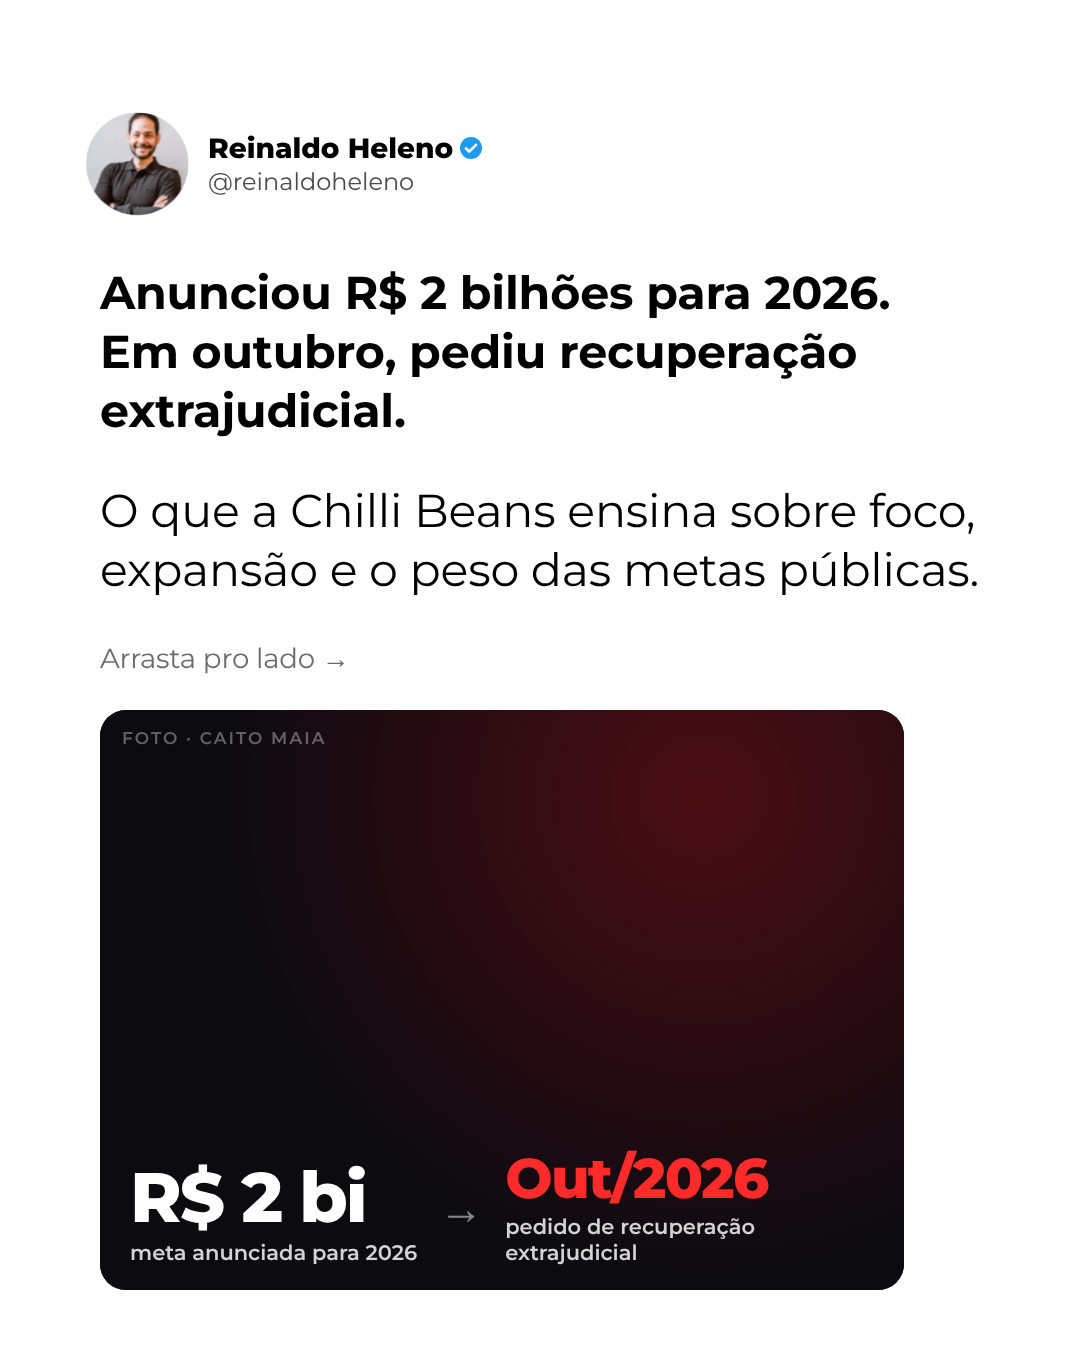 Reinaldo Heleno
@reinaldoheleno
Anunciou R$ 2 bilhões para 2026.
Em outubro, pediu recuperação
extrajudicial.
O que a Chilli Beans ensina sobre foco,
expansão e o peso das metas públicas.
Arrasta pro lado →
FOTO · CAITO MAIA
R$ 2 bi
meta anunciada para 2026
→
Out/2026
pedido de recuperação
extrajudicial